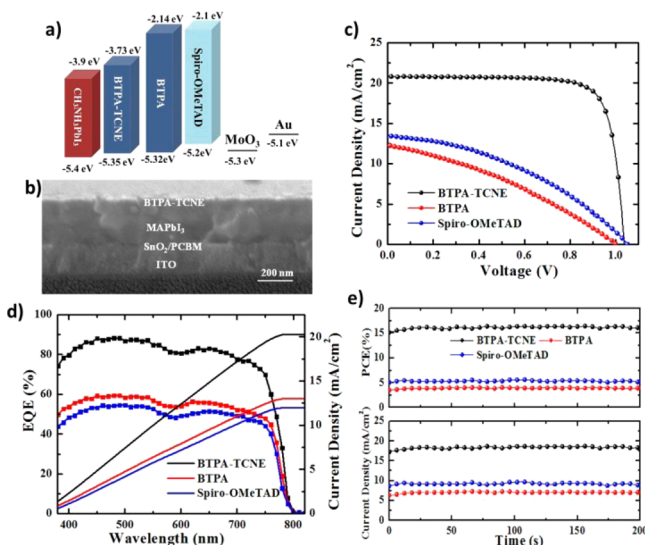 a)
-3.9 eV
-3.73 eV
-2.14 eV
-2.1 eV
CH3NH3PbI3
BTPA-TCNE
BTPA
Spiro-OMeTAD
MoO3
Au
-5.4 eV
-5.35 eV
-5.32 eV
-5.2eV
-5.3 eV
-5.1 eV
b)
BTPA-TCNE
MAPbI3
SnO2/PCBM
ITO
200 nm
c)
Current Density (mA/cm2)
25
20
15
10
5
0
BTPA-TCNE
BTPA
Spiro-OMeTAD
0.0 0.2 0.4 0.6 0.8 1.0
Voltage (V)
d)
EQE (%)
100
80
60
40
20
0
BTPA-TCNE
BTPA
Spiro-OMeTAD
20
15
10
5
0
Current Density (mA/cm2)
400 500 600 700 800
Wavelength (nm)
e)
PCE(%)
20
15
10
5
0
BTPA-TCNE
BTPA
Spiro-OMeTAD
Current Density (mA/cm2)
25
20
15
10
5
0
0 50 100 150 200
Time (s)